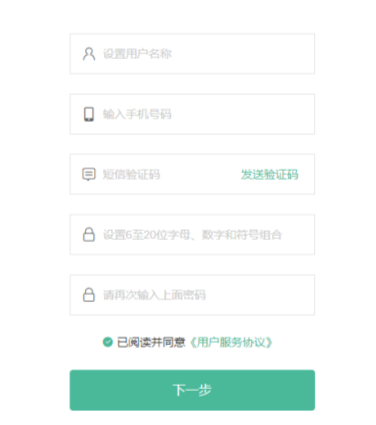 设置用户名称
输入手机号码
短信验证码 发送验证码
设置6至20位字母、数字和符号组合
请再次输入上面密码
已阅读并同意《用户服务协议》
下一步